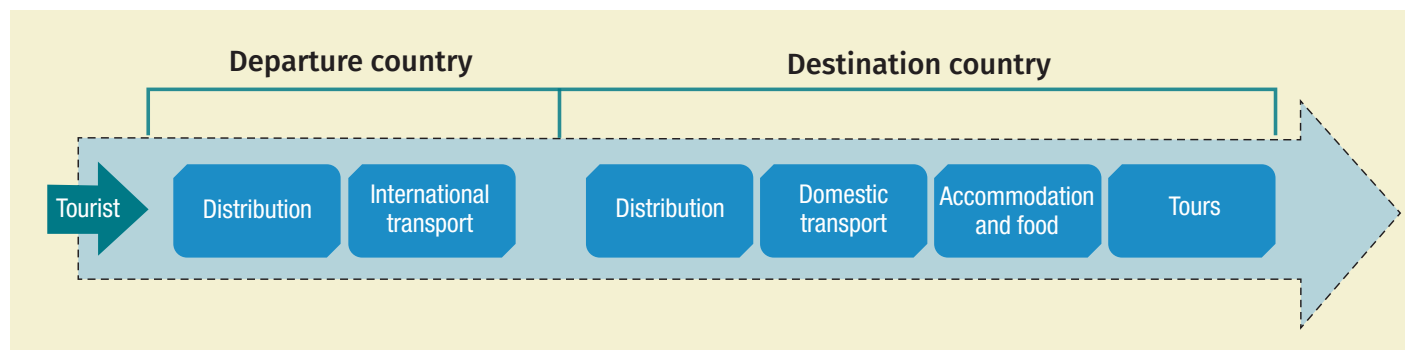 Departure country
Destination country
Tourist
Distribution
International
transport
Distribution
Domestic
transport
Accommodation
and food
Tours